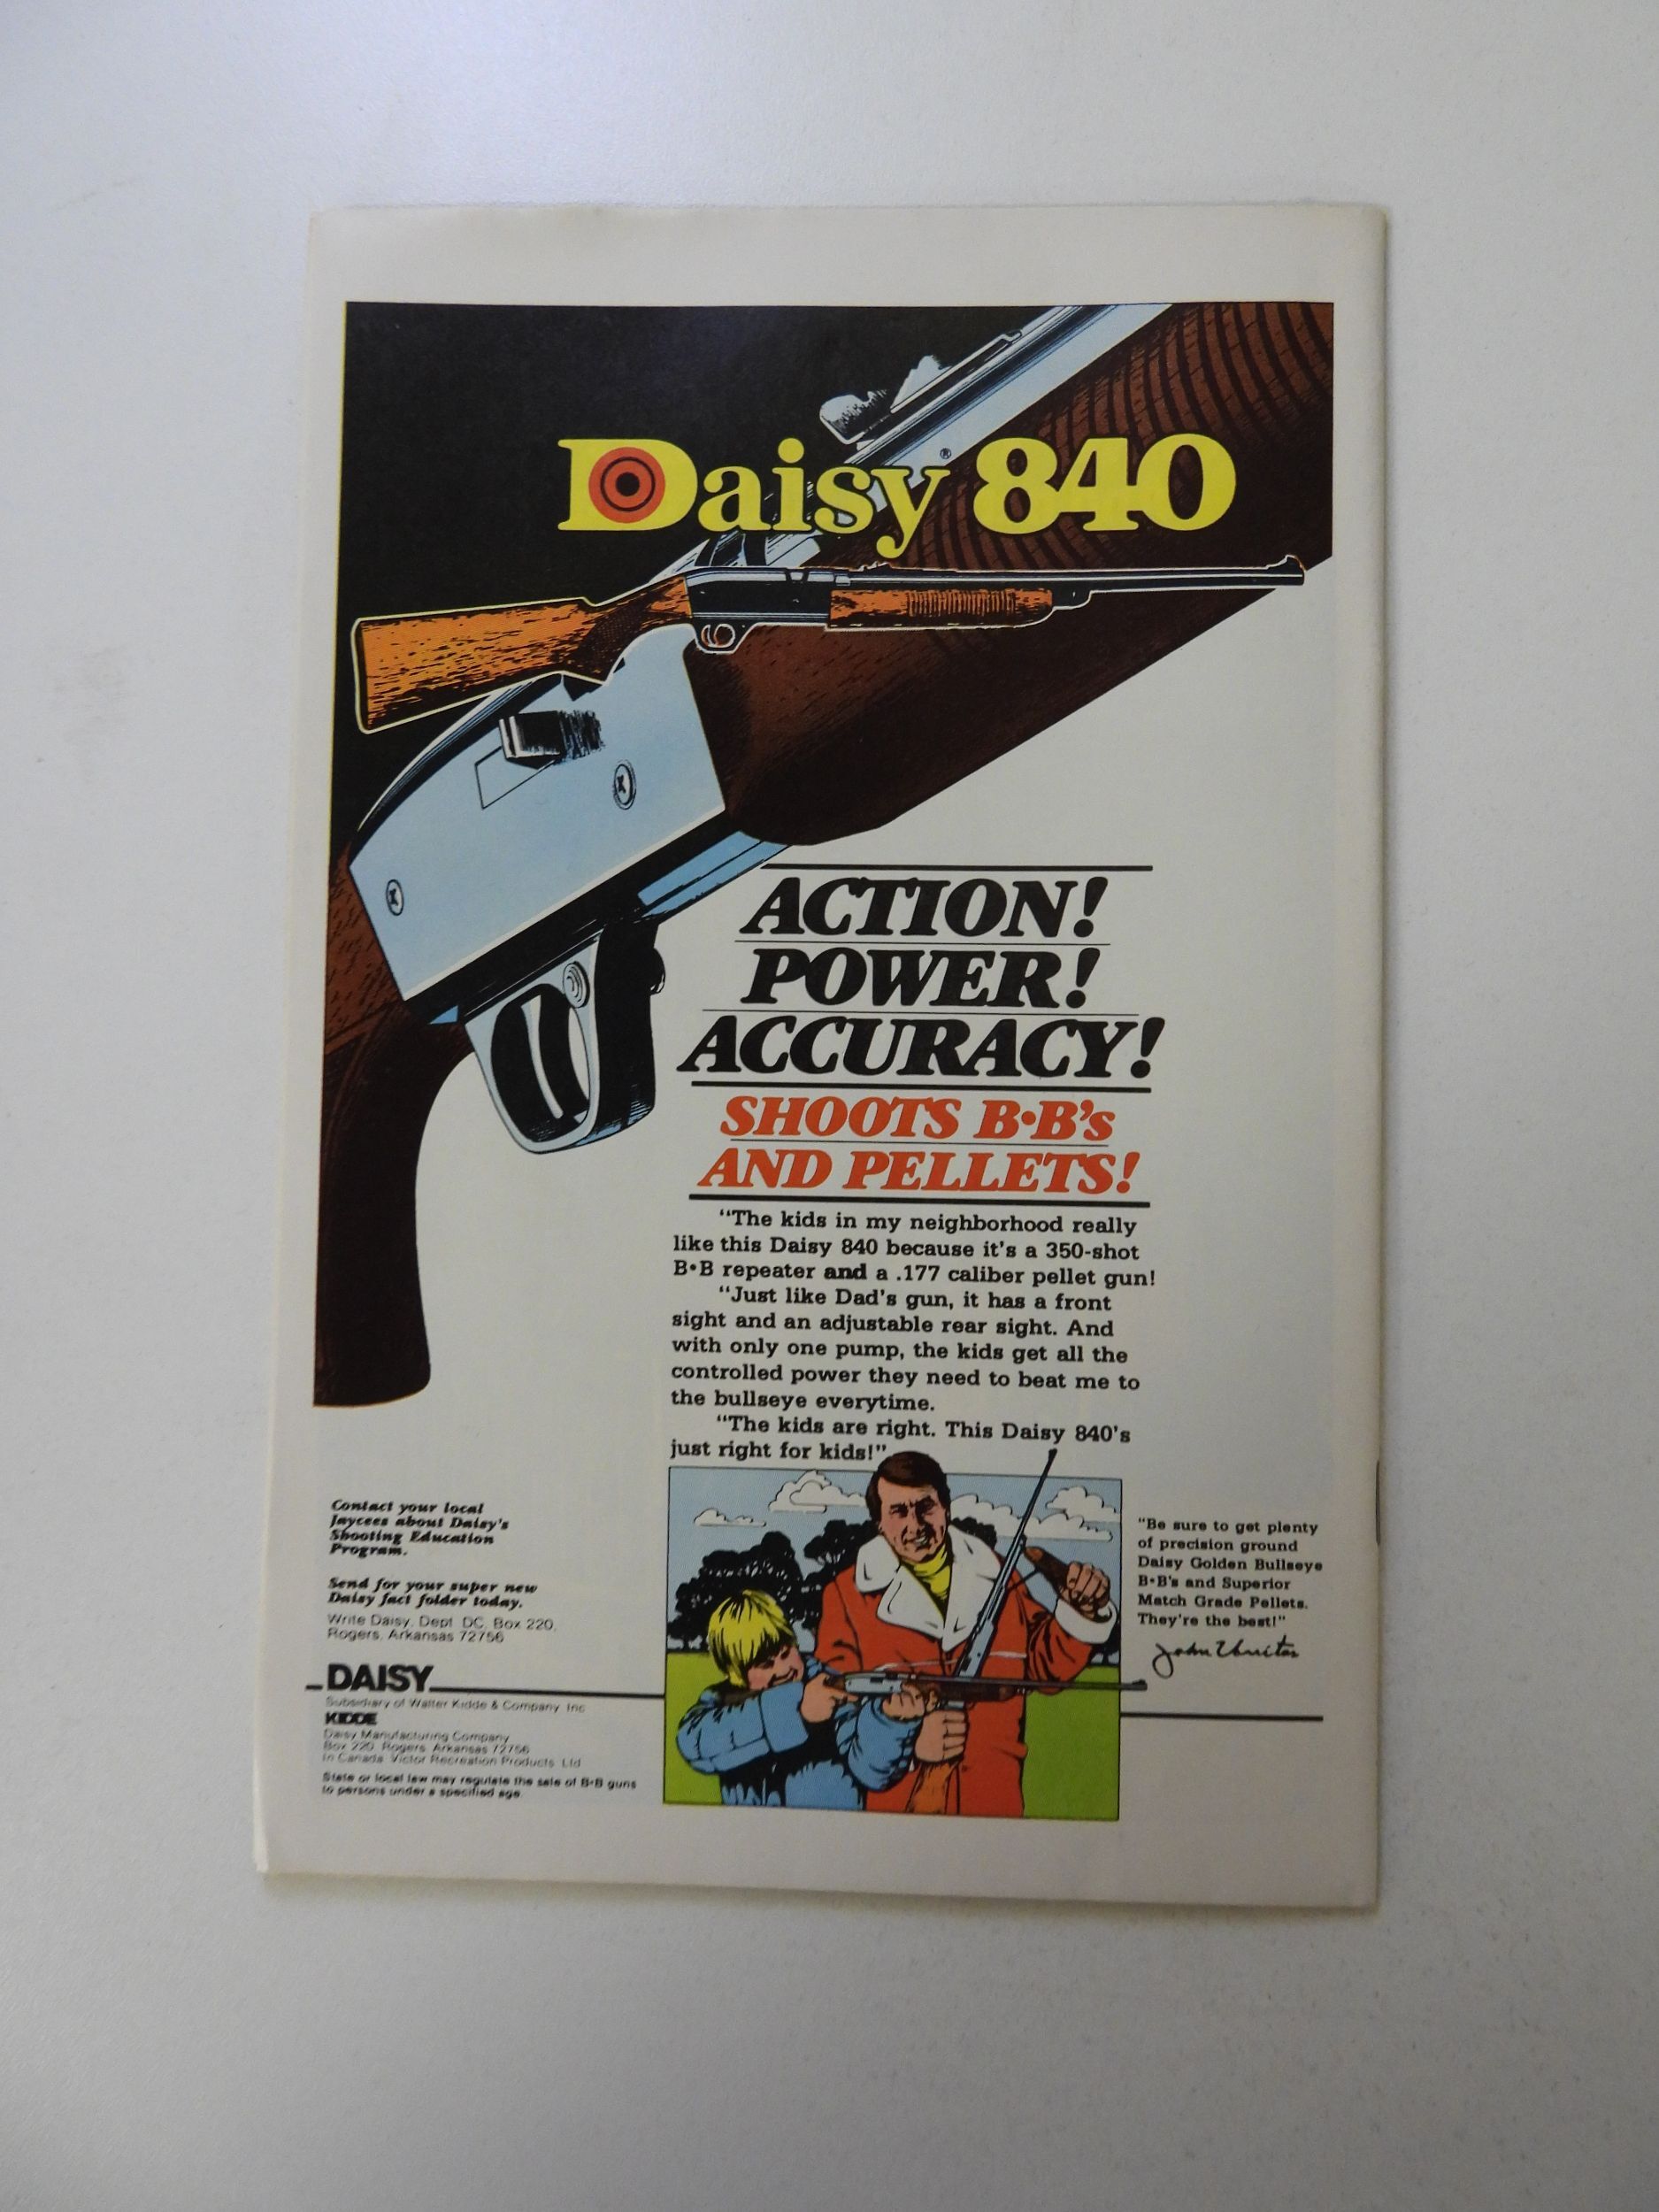 Daisy® 840
ACTION!
POWER!
ACCURACY!
SHOOTS B•B's
AND PELLETS!
"The kids in my neighborhood really
like this Daisy 840 because it's a 350-shot
B•B repeater and a .177 caliber pellet gun!
"Just like Dad's gun, it has a front
sight and an adjustable rear sight. And
with only one pump, the kids get all the
controlled power they need to beat me to
the bullseye everytime.
"The kids are right. This Daisy 840's
just right for kids!"
Contact your local
Jaycees about Daisy's
Shooting Education
Program.
Send for your super new
Daisy fact folder today.
Write Daisy, Dept. DC, Box 220,
Rogers, Arkansas 72756
DAISY
Subsidiary of Walter Kidde & Company, Inc.
KIDDE
Daisy Manufacturing Company
Box 220, Rogers, Arkansas 72756
In Canada: Victor Recreation Products, Ltd.
State or local law may regulate the sale of B•B guns
to persons under a specified age.
"Be sure to get plenty
of precision ground
Daisy Golden Bullseye
B•B's and Superior
Match Grade Pellets.
They're the best!"
John Unitas